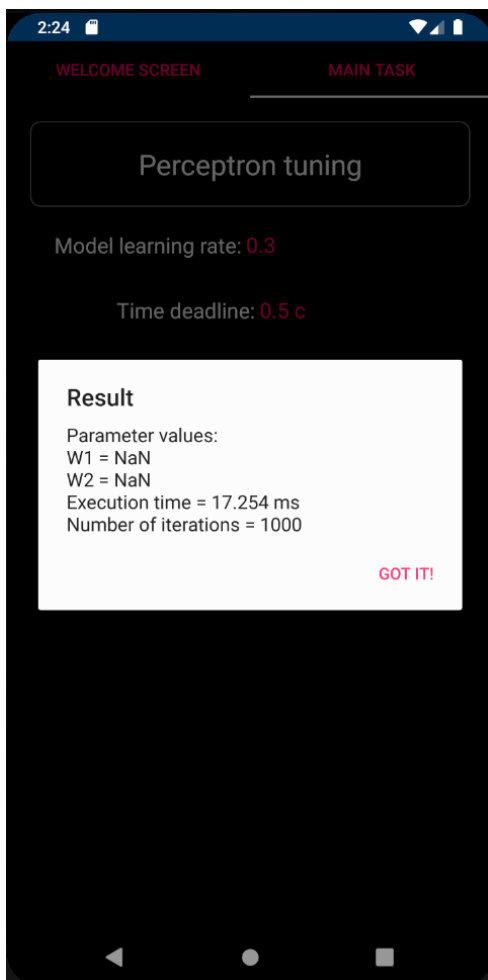 2:24
WELCOME SCREEN MAIN TASK
Perceptron tuning
Model learning rate: 0.3
Time deadline: 0.5 c
Result
Parameter values:
W1 = NaN
W2 = NaN
Execution time = 17.254 ms
Number of iterations = 1000
GOT IT!